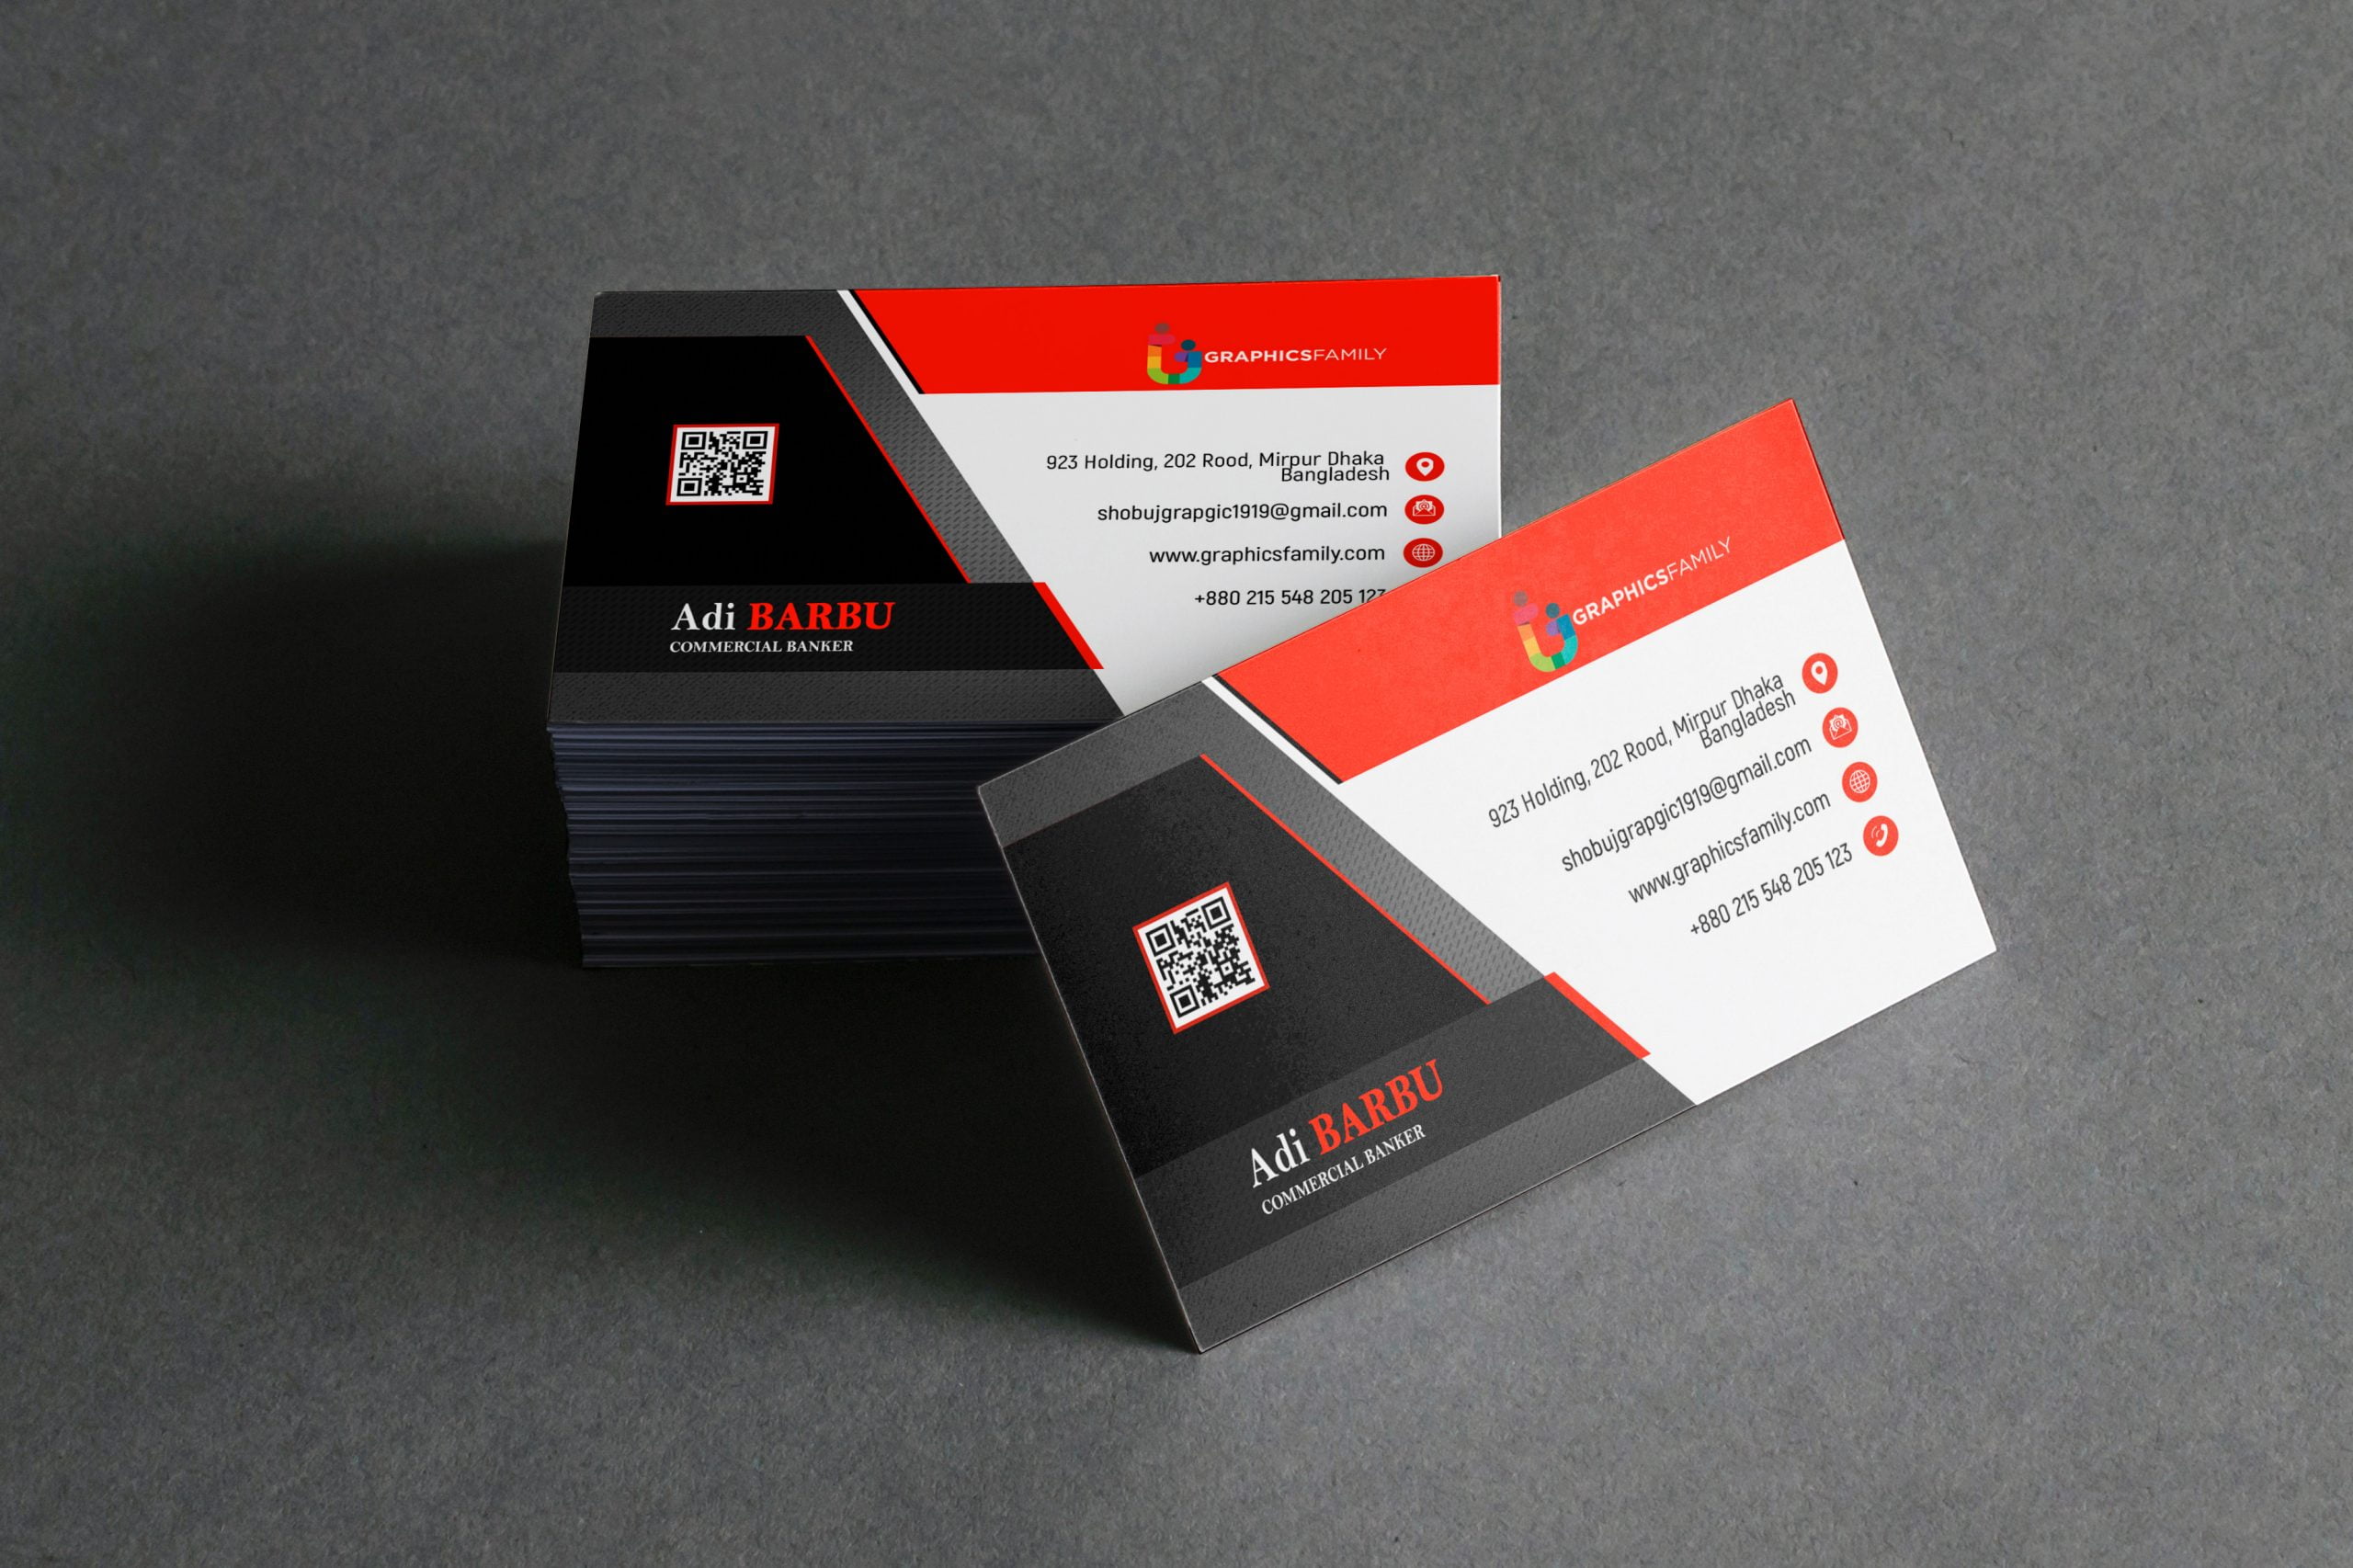 GRAPHICSFAMILY
923 Holding, 202 Rood, Mirpur Dhaka
Bangladesh
shobujgrapgic1919@gmail.com
www.graphicsfamily.com
+880 215 548 205 123
Adi BARBU
COMMERCIAL BANKER
GRAPHICSFAMILY
923 Holding, 202 Rood, Mirpur Dhaka
Bangladesh
shobujgrapgic1919@gmail.com
www.graphicsfamily.com
+880 215 548 205 123
Adi BARBU
COMMERCIAL BANKER